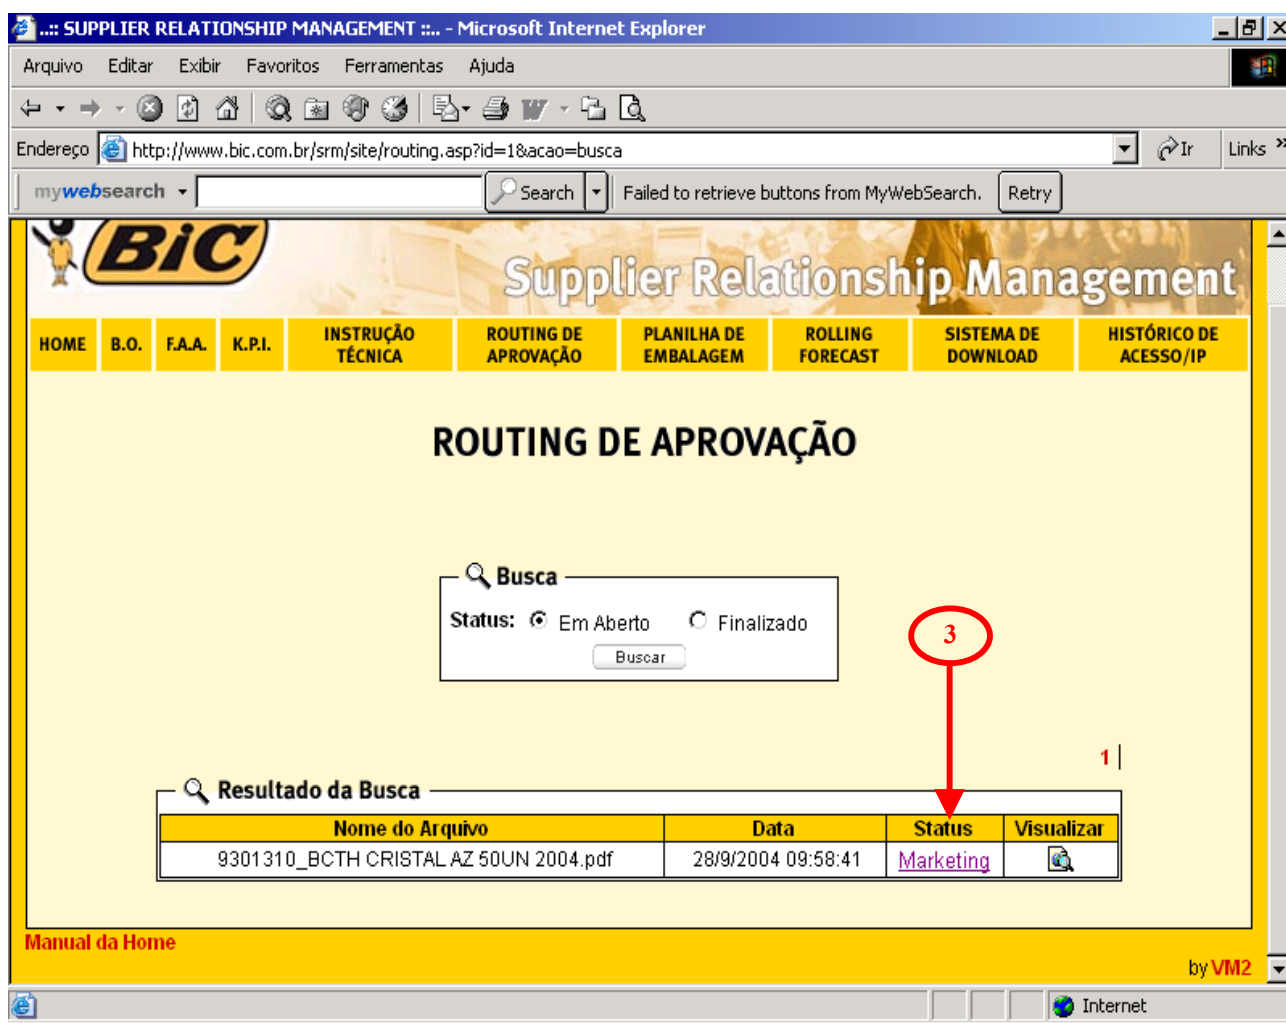 ..:: SUPPLIER RELATIONSHIP MANAGEMENT ::.. - Microsoft Internet Explorer
Arquivo Editar Exibir Favoritos Ferramentas Ajuda
Endereço http://www.bic.com.br/srm/site/routing.asp?id=1&acao=busca Ir Links »
mywebsearch Search Failed to retrieve buttons from MyWebSearch. Retry
BiC
Supplier Relationship Management
HOME B.O. F.A.A. K.P.I. INSTRUÇÃO TÉCNICA ROUTING DE APROVAÇÃO PLANILHA DE EMBALAGEM ROLLING FORECAST SISTEMA DE DOWNLOAD HISTÓRICO DE ACESSO/IP
ROUTING DE APROVAÇÃO
Busca
Status: Em Aberto Finalizado
Buscar
3
1 |
Resultado da Busca
Nome do Arquivo Data Status Visualizar
9301310_BCTH CRISTAL AZ 50UN 2004.pdf 28/9/2004 09:58:41 Marketing
Manual da Home
by VM2
Internet